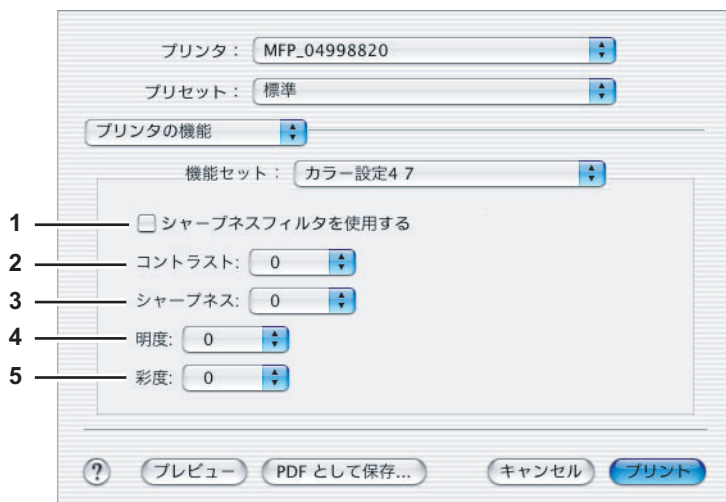 プリンタ： MFP_04998820
プリセット： 標準
プリンタの機能
機能セット： カラー設定4 7
1 シャープネスフィルタを使用する
2 コントラスト: 0
3 シャープネス: 0
4 明度: 0
5 彩度: 0
? プレビュー PDF として保存... キャンセル プリント